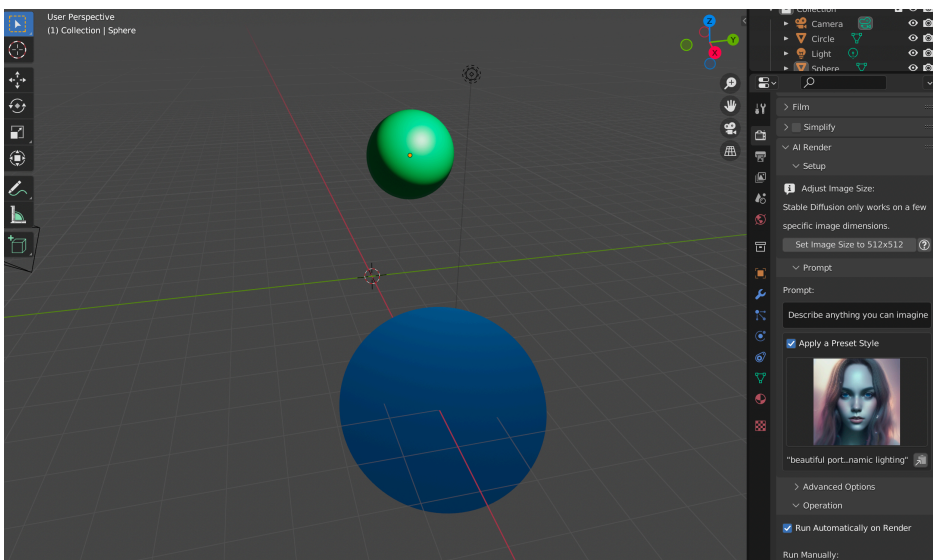 User Perspective
(1) Collection | Sphere
Z
Y
X
Collection
Camera
Circle
Light
Sphere
Film
Simplify
AI Render
Setup
Adjust Image Size:
Stable Diffusion only works on a few
specific image dimensions.
Set Image Size to 512x512
Prompt
Prompt:
Describe anything you can imagine
Apply a Preset Style
"beautiful port...namic lighting"
Advanced Options
Operation
Run Automatically on Render
Run Manually: